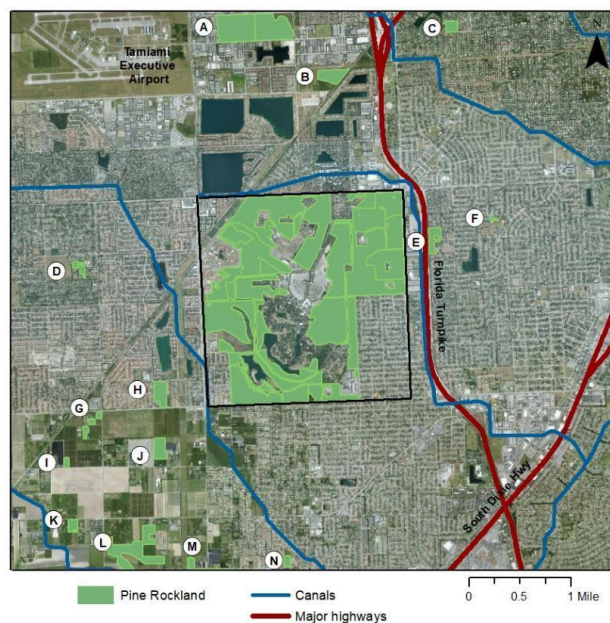 A
C
N
Tamiami
Executive
Airport
B
F
E
D
Florida Turnpike
H
G
J
I
South Dixie Hwy
K
L
M
N
Pine Rockland
Canals
Major highways
0 0.5 1 Mile